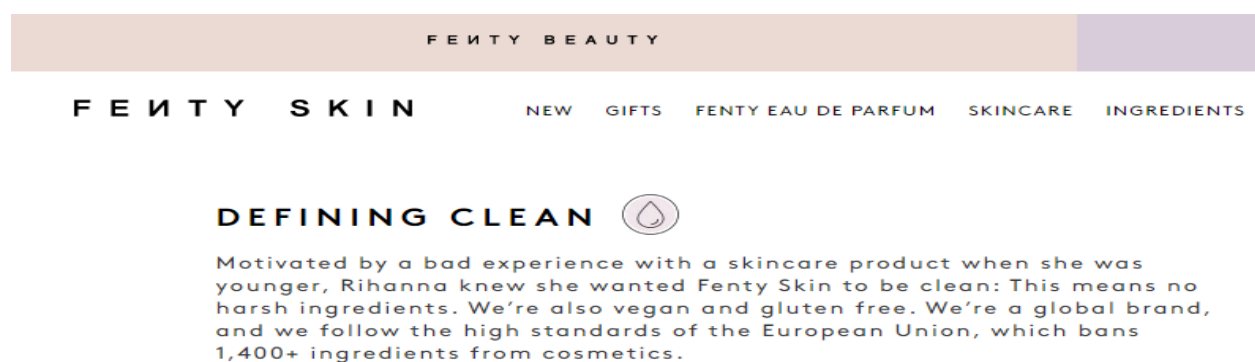 FEИTY BEAUTY
FEИTY SKIN
NEW GIFTS FENTY EAU DE PARFUM SKINCARE INGREDIENTS
DEFINING CLEAN
Motivated by a bad experience with a skincare product when she was
younger, Rihanna knew she wanted Fenty Skin to be clean: This means no
harsh ingredients. We’re also vegan and gluten free. We’re a global brand,
and we follow the high standards of the European Union, which bans
1,400+ ingredients from cosmetics.